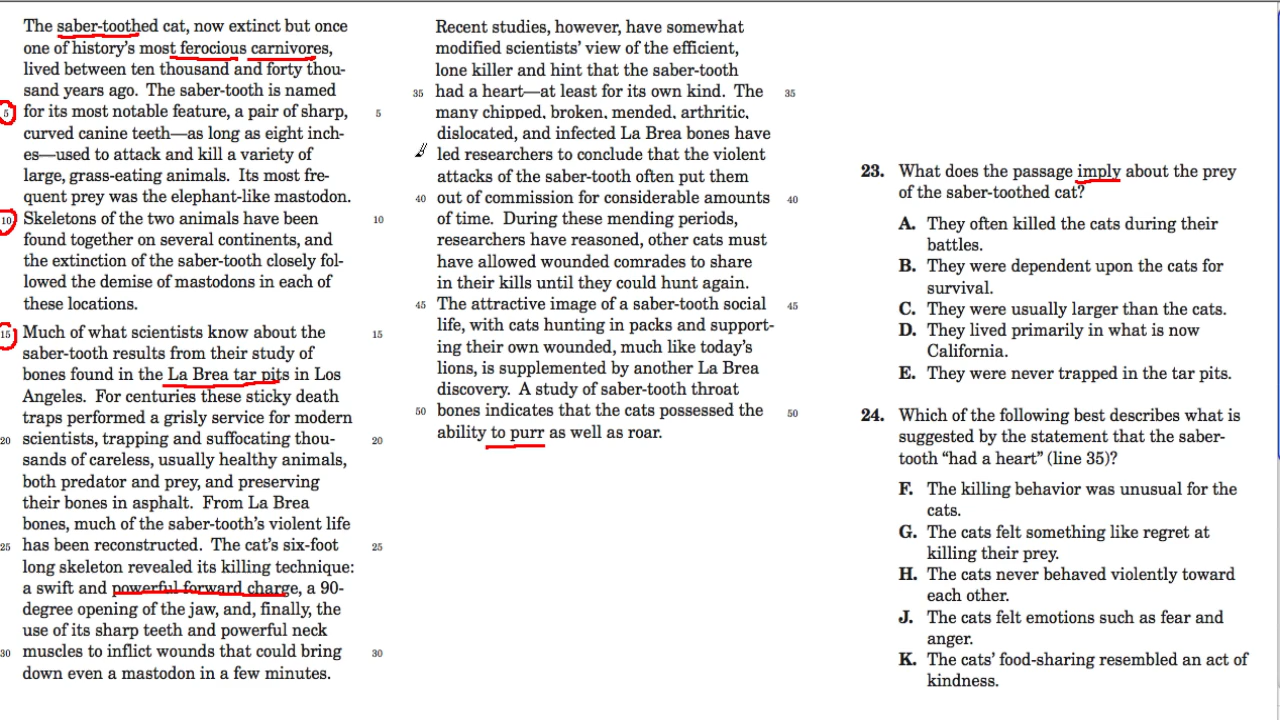 The saber-toothed cat, now extinct but once
one of history's most ferocious carnivores,
lived between ten thousand and forty thou-
sand years ago. The saber-tooth is named
5 for its most notable feature, a pair of sharp, 5
curved canine teeth—as long as eight inch-
es—used to attack and kill a variety of
large, grass-eating animals. Its most fre-
quent prey was the elephant-like mastodon.
10 Skeletons of the two animals have been 10
found together on several continents, and
the extinction of the saber-tooth closely fol-
lowed the demise of mastodons in each of
these locations.
15 Much of what scientists know about the 15
saber-tooth results from their study of
bones found in the La Brea tar pits in Los
Angeles. For centuries these sticky death
traps performed a grisly service for modern
20 scientists, trapping and suffocating thou- 20
sands of careless, usually healthy animals,
both predator and prey, and preserving
their bones in asphalt. From La Brea
bones, much of the saber-tooth's violent life
25 has been reconstructed. The cat's six-foot 25
long skeleton revealed its killing technique:
a swift and powerful forward charge, a 90-
degree opening of the jaw, and, finally, the
use of its sharp teeth and powerful neck
30 muscles to inflict wounds that could bring 30
down even a mastodon in a few minutes.
Recent studies, however, have somewhat
modified scientists' view of the efficient,
lone killer and hint that the saber-tooth
35 had a heart—at least for its own kind. The 35
many chipped, broken, mended, arthritic,
dislocated, and infected La Brea bones have
led researchers to conclude that the violent
attacks of the saber-tooth often put them
40 out of commission for considerable amounts 40
of time. During these mending periods,
researchers have reasoned, other cats must
have allowed wounded comrades to share
in their kills until they could hunt again.
45 The attractive image of a saber-tooth social 45
life, with cats hunting in packs and support-
ing their own wounded, much like today's
lions, is supplemented by another La Brea
discovery. A study of saber-tooth throat
50 bones indicates that the cats possessed the 50
ability to purr as well as roar.
23. What does the passage imply about the prey
of the saber-toothed cat?
A. They often killed the cats during their
battles.
B. They were dependent upon the cats for
survival.
C. They were usually larger than the cats.
D. They lived primarily in what is now
California.
E. They were never trapped in the tar pits.
24. Which of the following best describes what is
suggested by the statement that the saber-
tooth "had a heart" (line 35)?
F. The killing behavior was unusual for the
cats.
G. The cats felt something like regret at
killing their prey.
H. The cats never behaved violently toward
each other.
J. The cats felt emotions such as fear and
anger.
K. The cats' food-sharing resembled an act of
kindness.